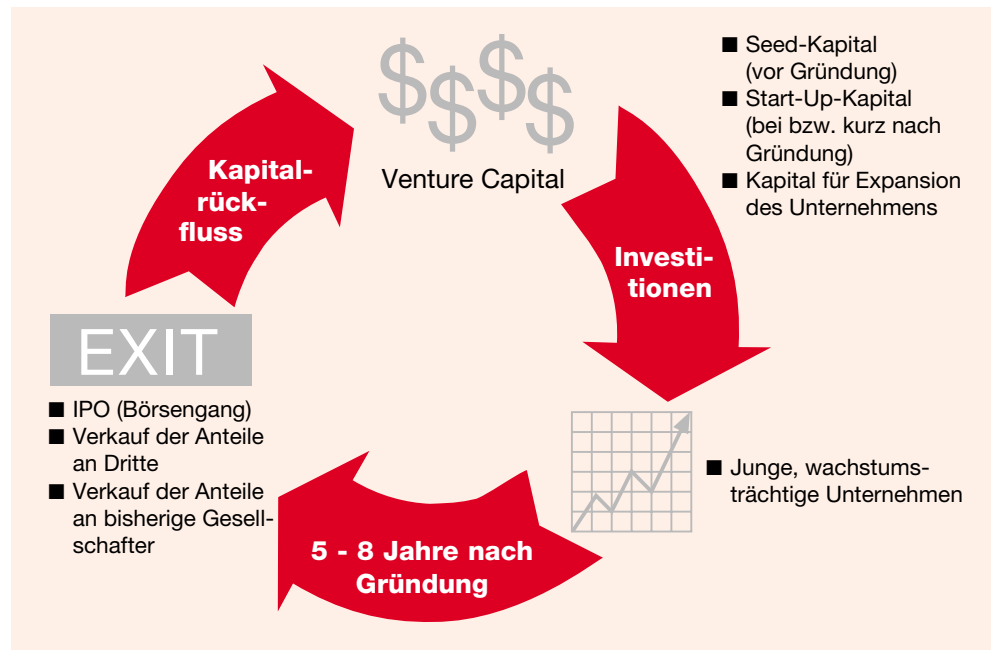 $$$$
Venture Capital
■ Seed-Kapital
(vor Gründung)
■ Start-Up-Kapital
(bei bzw. kurz nach
Gründung)
■ Kapital für Expansion
des Unternehmens
Investi-
tionen
■ Junge, wachstums-
trächtige Unternehmen
5 - 8 Jahre nach
Gründung
EXIT
■ IPO (Börsengang)
■ Verkauf der Anteile
an Dritte
■ Verkauf der Anteile
an bisherige Gesell-
schafter
Kapital-
rück-
fluss